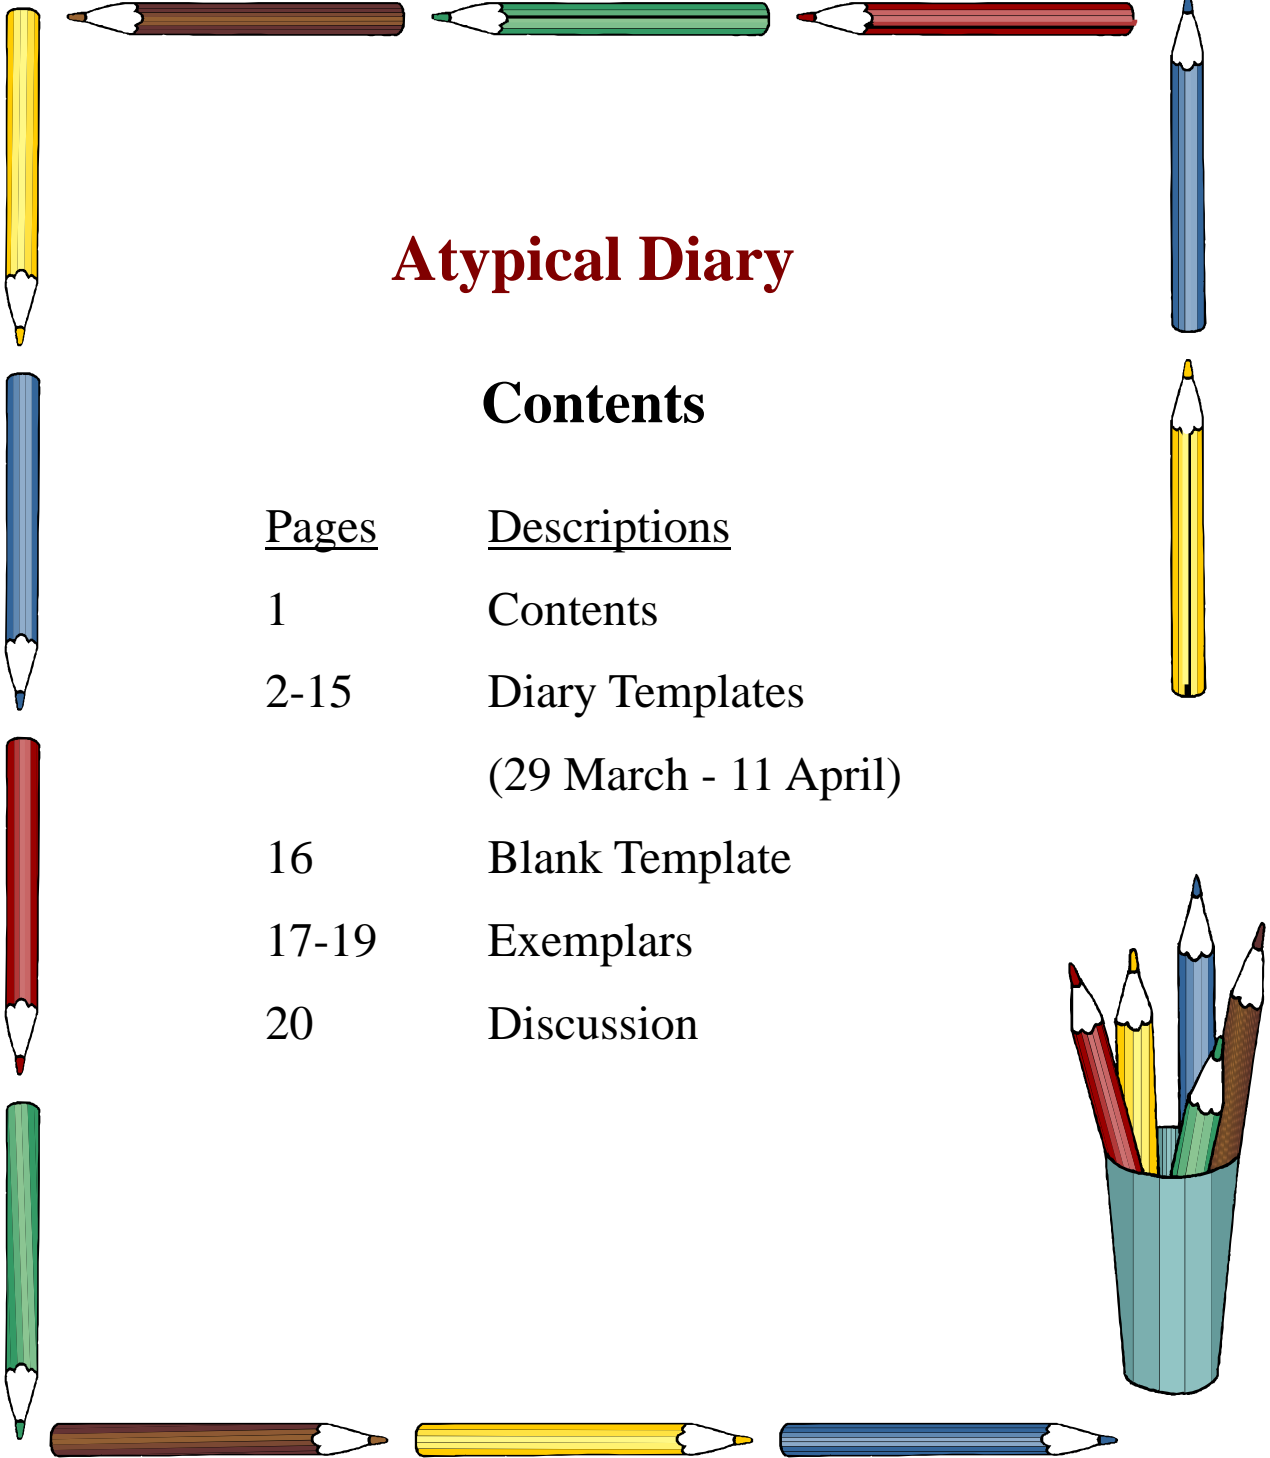 Atypical Diary
Contents
Pages Descriptions
1 Contents
2-15 Diary Templates
(29 March - 11 April)
16 Blank Template
17-19 Exemplars
20 Discussion